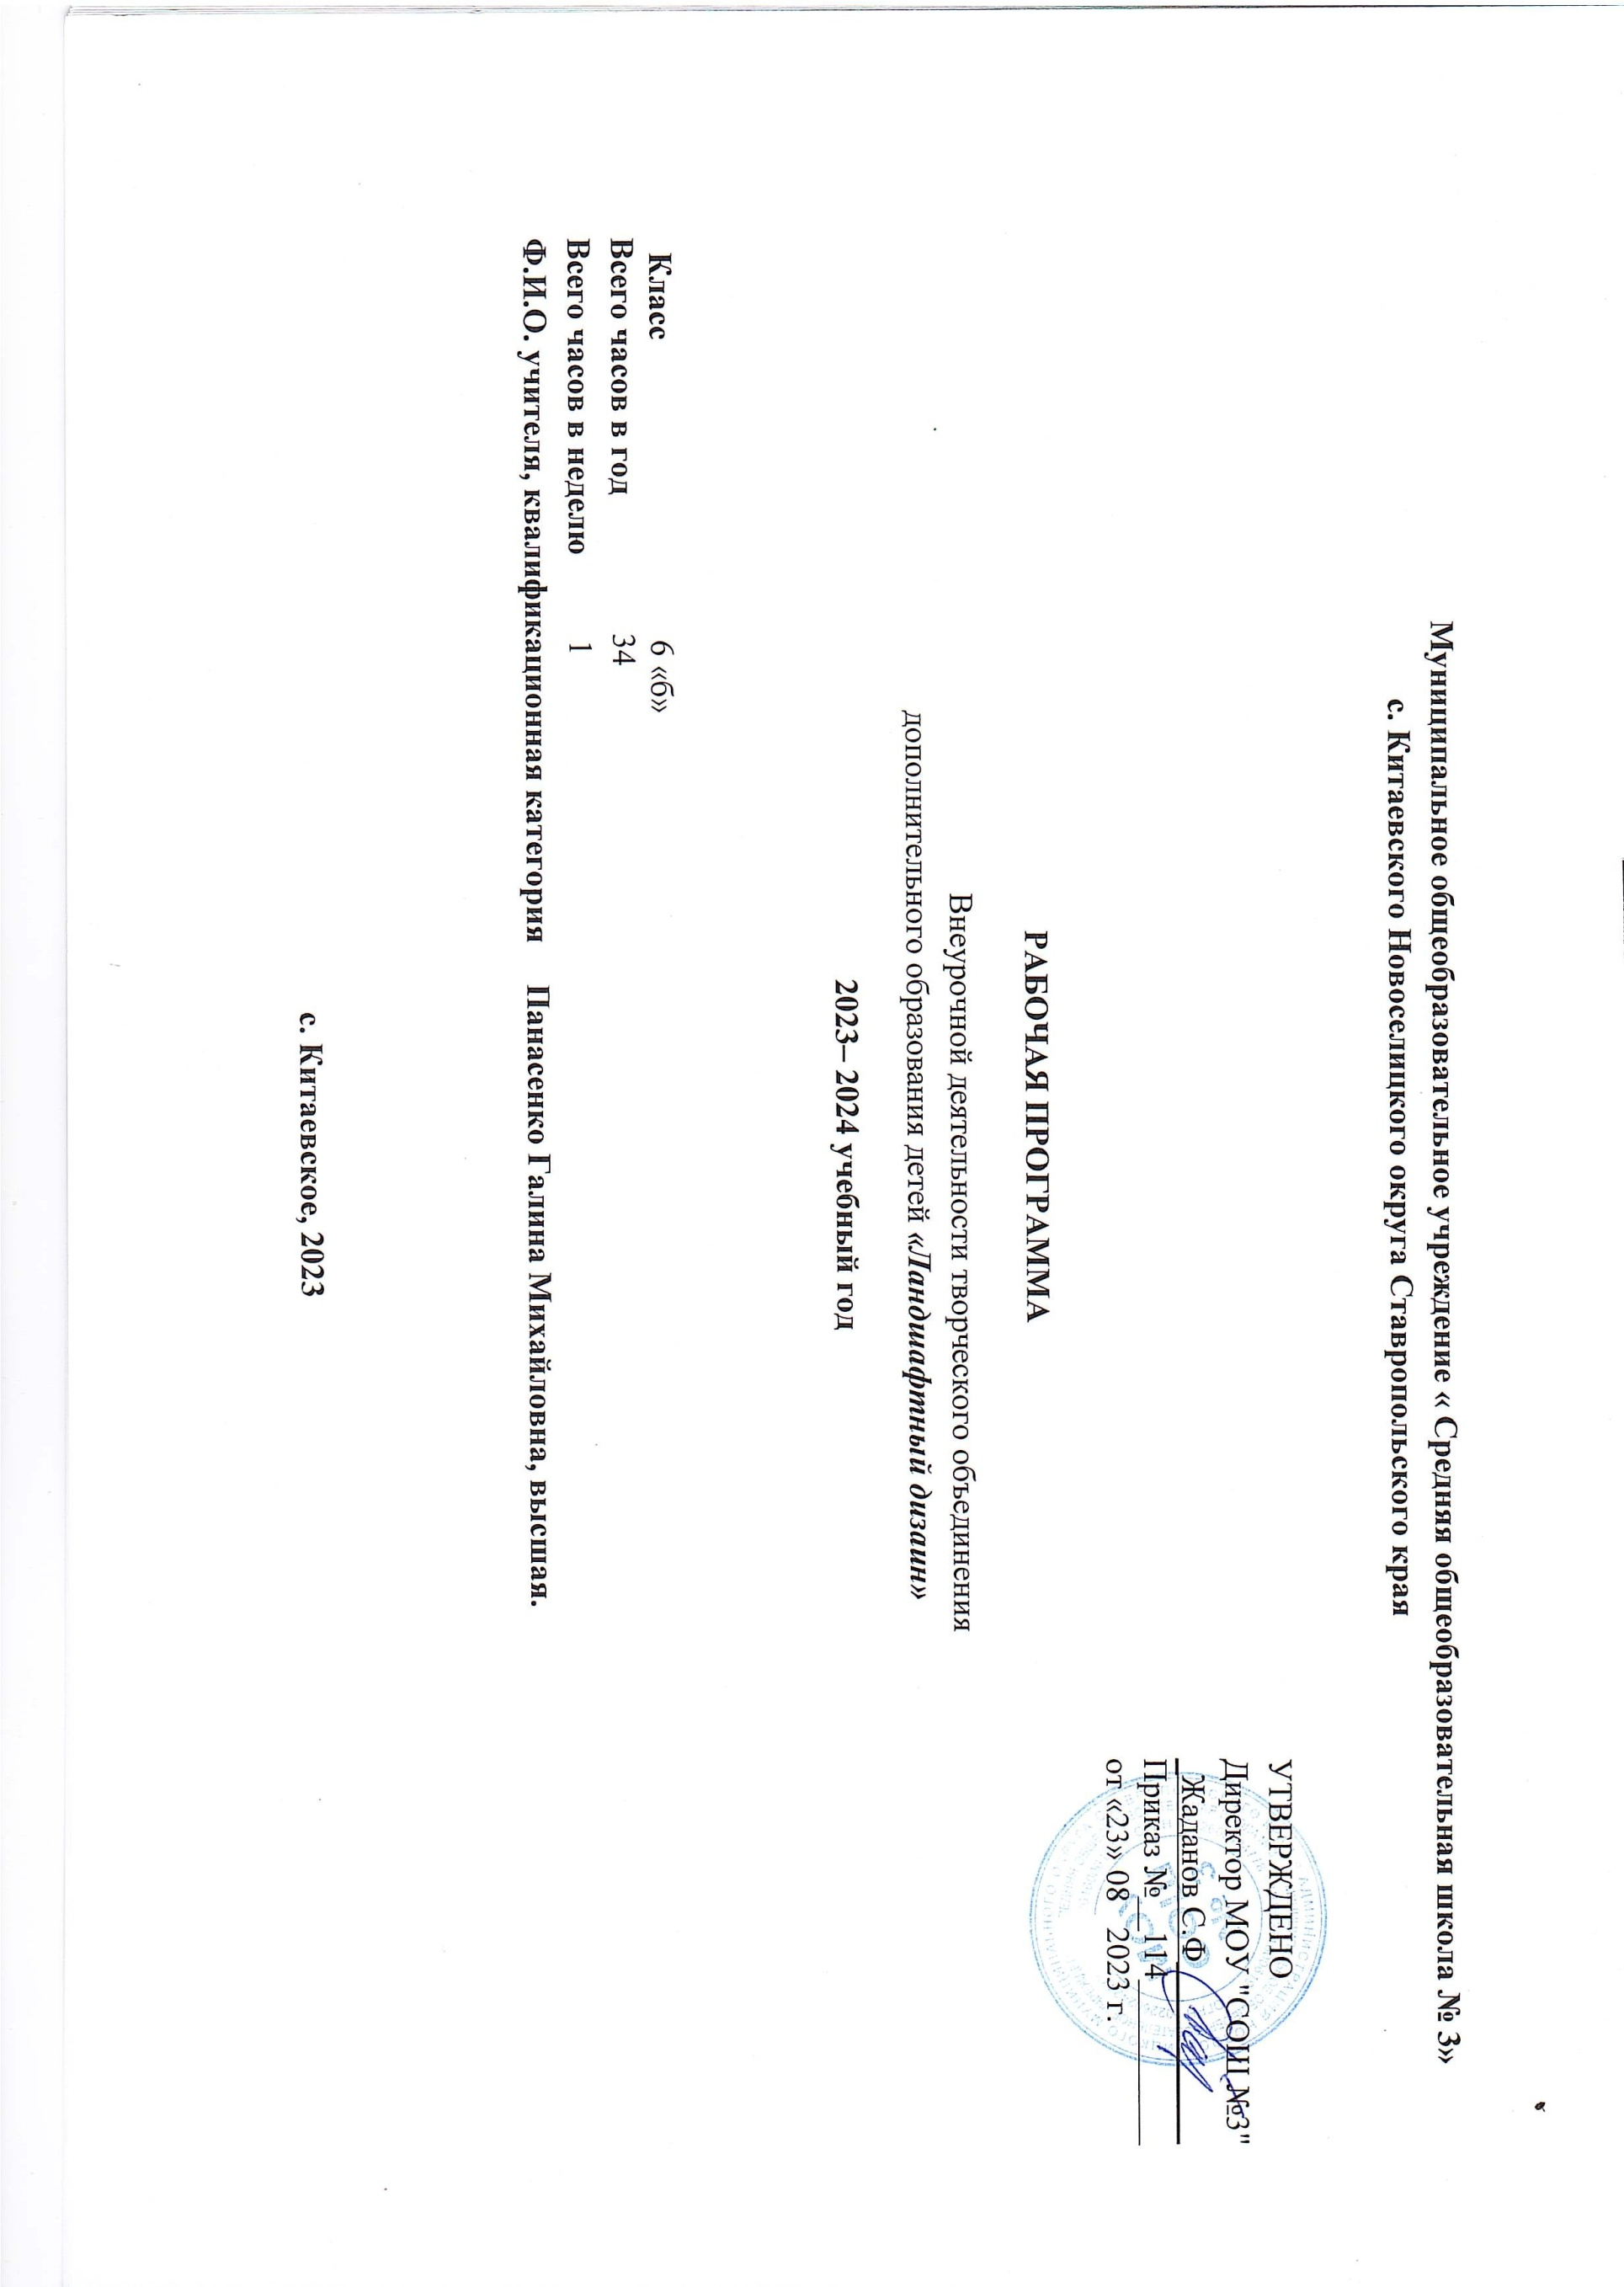 Муниципальное общеобразовательное учреждение « Средняя общеобразовательная школа № 3»
с. Китаевского Новоселицкого округа Ставропольского края
УТВЕРЖДЕНО
Директор МОУ "СОШ №3"
Жаданов С.Ф
Приказ № __114
от «23» 08 2023 г.
РАБОЧАЯ ПРОГРАММА
Внеурочной деятельности творческого объединения
дополнительного образования детей «Ландшафтный дизаин»
2023– 2024 учебный год
Класс 6 «б»
Всего часов в год 34
Всего часов в неделю 1
Ф.И.О. учителя, квалификационная категория Панасенко Галина Михайловна, высшая.
с. Китаевское, 2023